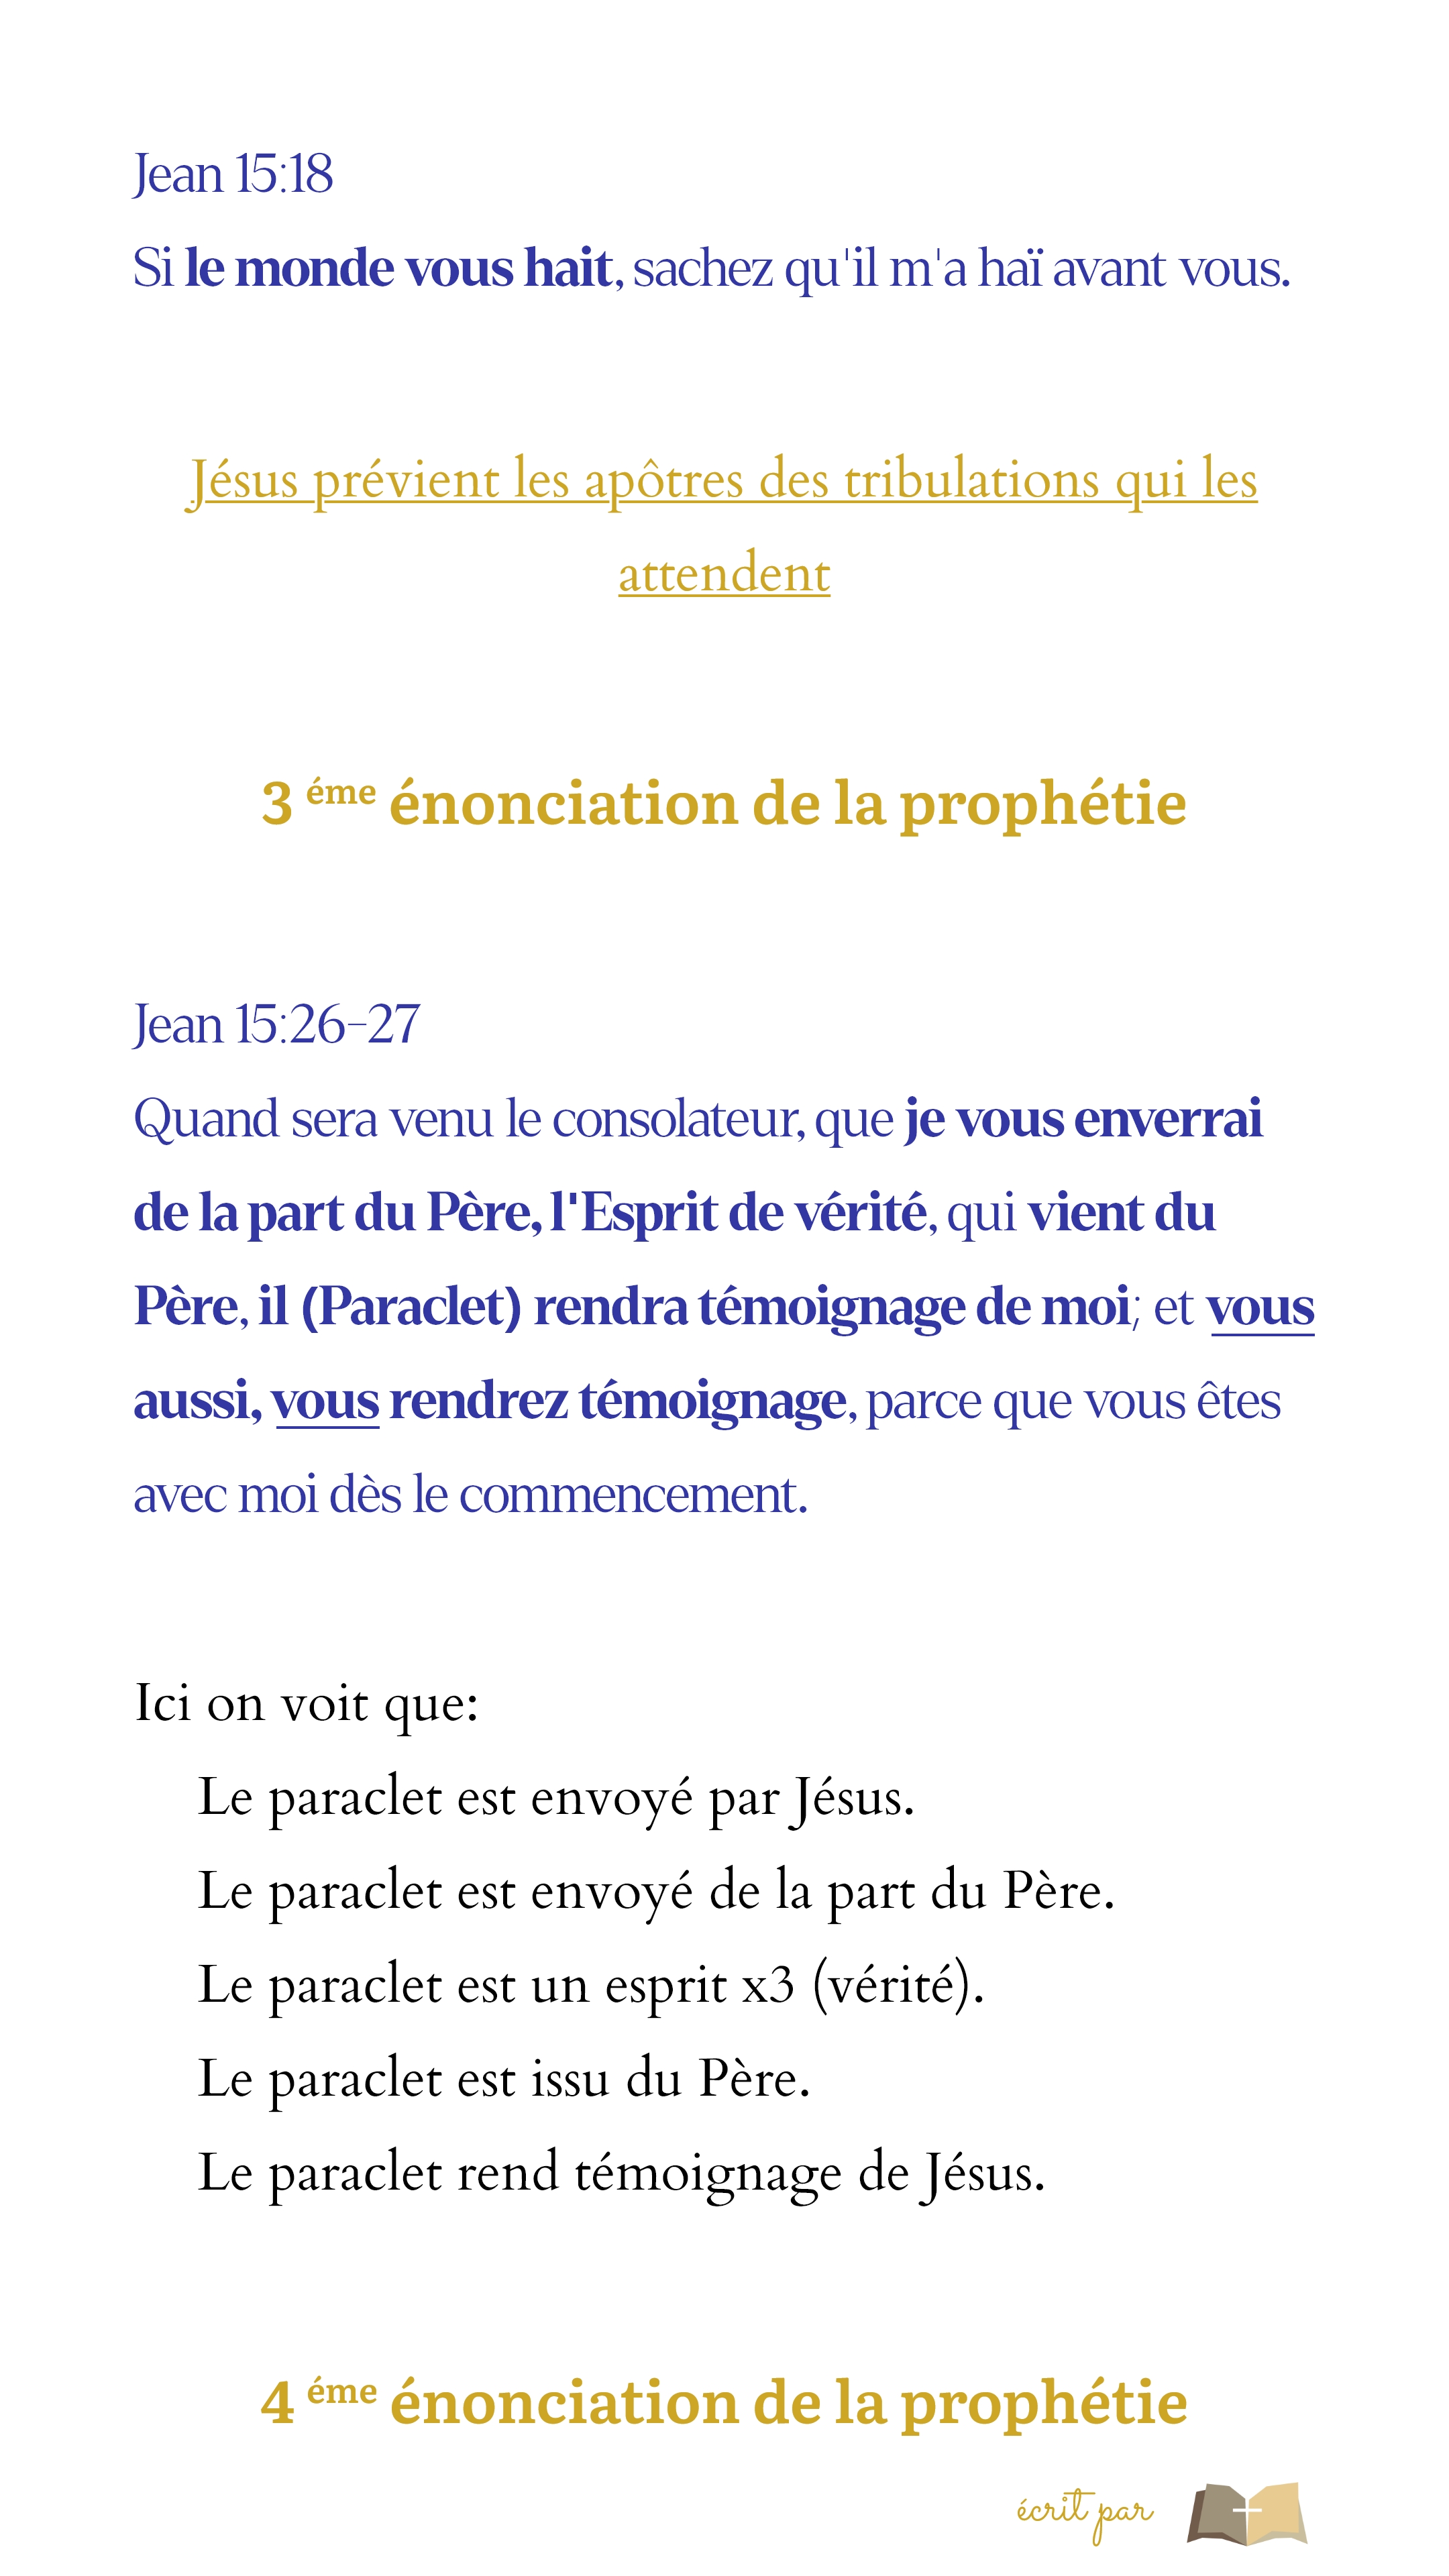 Jean 15:18
Si le monde vous hait, sachez qu'il m'a haï avant vous.
Jésus prévient les apôtres des tribulations qui les
attendent
3 éme énonciation de la prophétie
Jean 15:26-27
Quand sera venu le consolateur, que je vous enverrai
de la part du Père, l'Esprit de vérité, qui vient du
Père, il (Paraclet) rendra témoignage de moi; et vous
aussi, vous rendrez témoignage, parce que vous êtes
avec moi dès le commencement.
Ici on voit que:
Le paraclet est envoyé par Jésus.
Le paraclet est envoyé de la part du Père.
Le paraclet est un esprit x3 (vérité).
Le paraclet est issu du Père.
Le paraclet rend témoignage de Jésus.
4 éme énonciation de la prophétie
écrit par